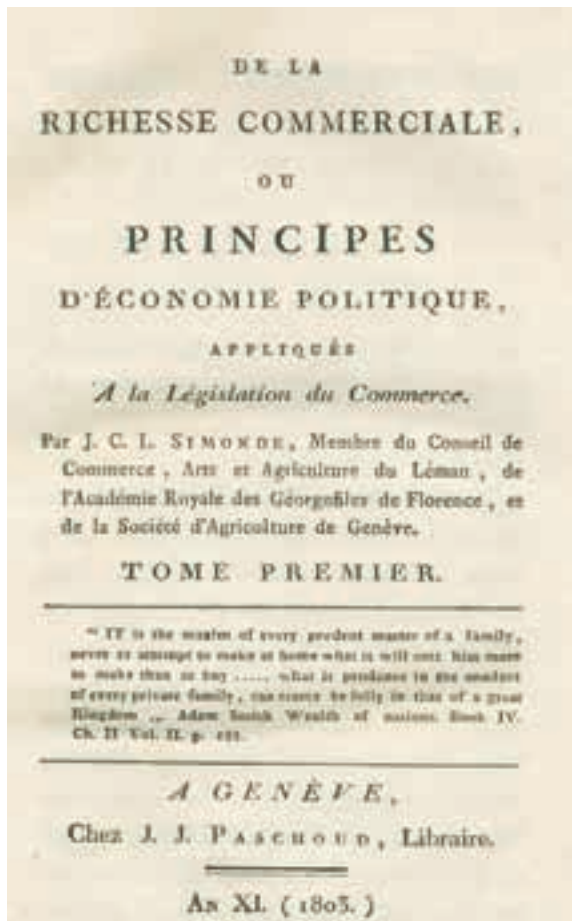 DE LA
RICHESSE COMMERCIALE,
OU
PRINCIPES
D'ÉCONOMIE POLITIQUE,
APPLIQUÉS
A la Législation du Commerce.
Par J. C. L. SIMONDE, Membre du Conseil de
Commerce, Arts et Agriculture du Léman, de
l'Académie Royale des Géorgofiles de Florence, et
de la Société d'Agriculture de Genève.
TOME PREMIER.
" IT is the maxim of every prudent master of a family,
never to attempt to make at home what it will cost him more
to make than to buy ..... what is prudence in the conduct
of every private family, can scarce be folly in that of a great
Kingdom „ Adam Smith Wealth of nations Book IV.
Ch. II Vol. II. p.
A GENÈVE,
Chez J. J. PASCHOUD, Libraire.
AN XI. (1803.)